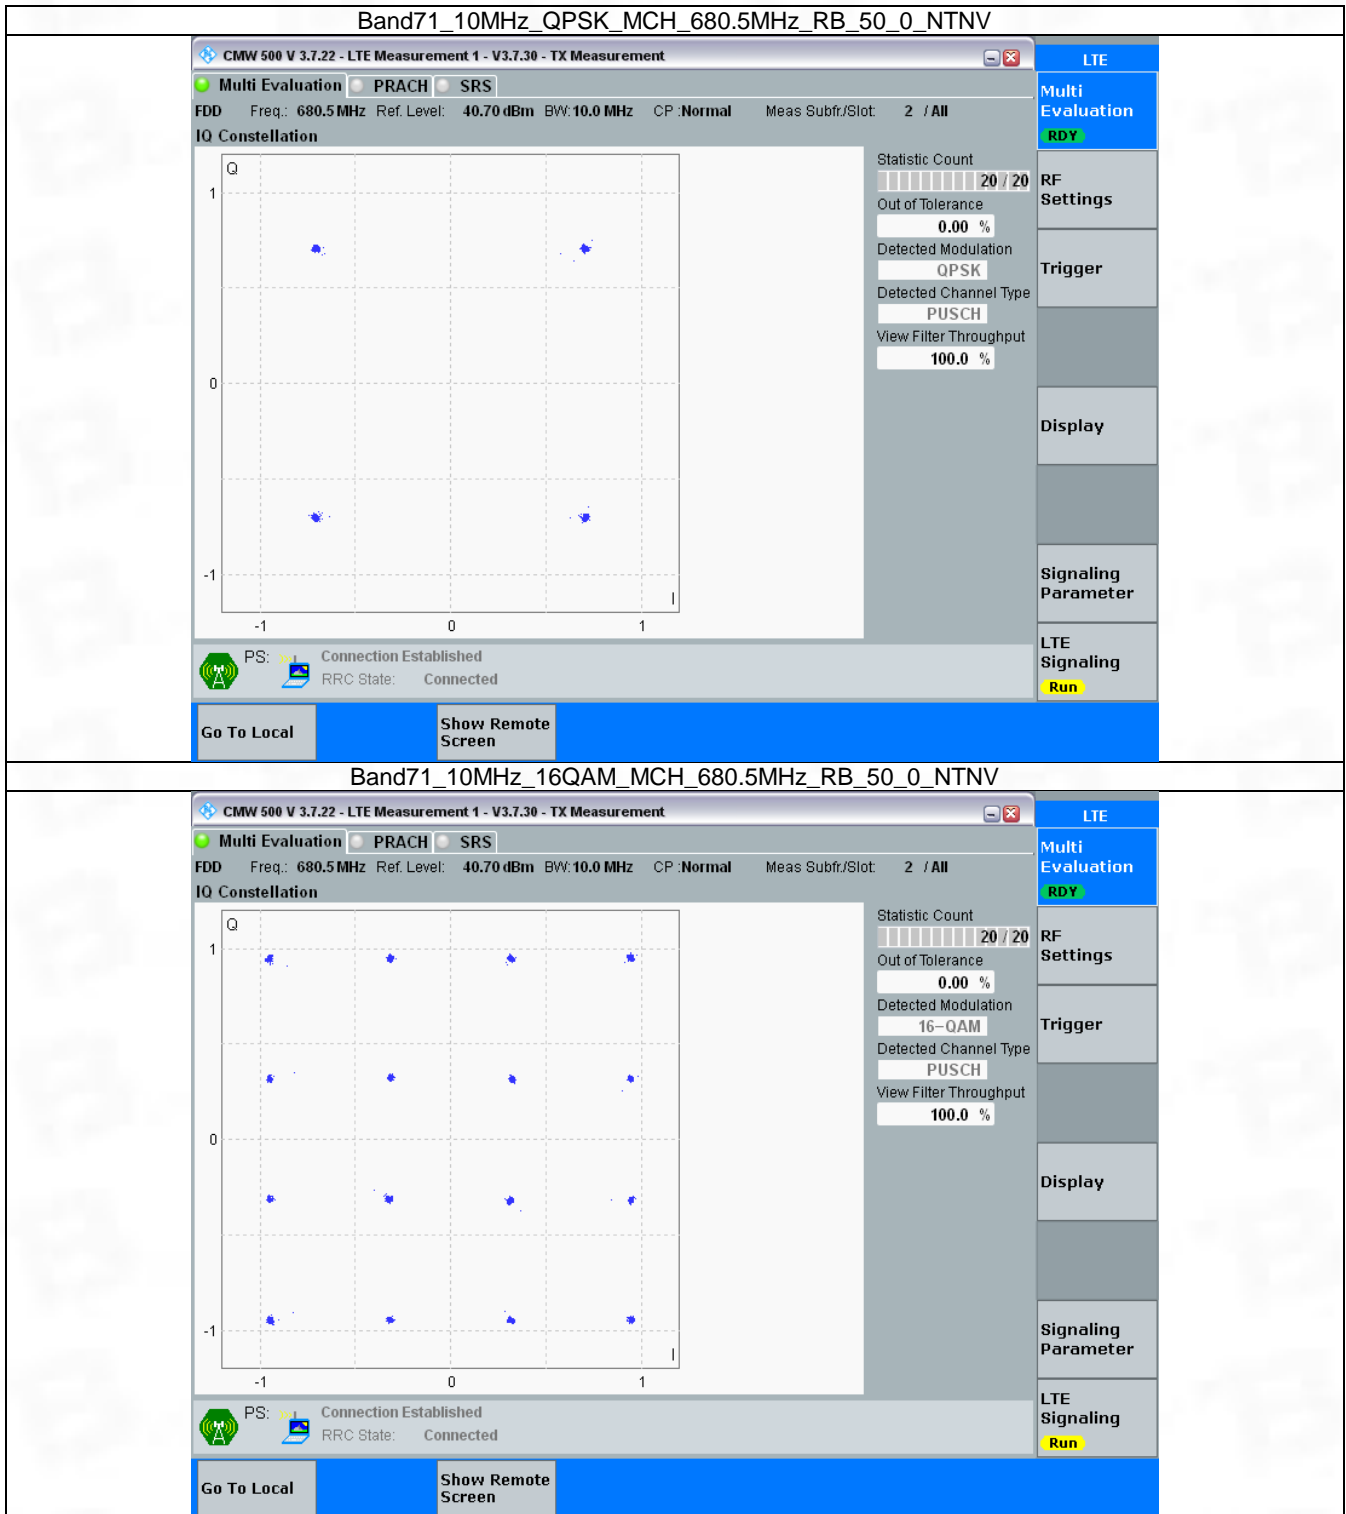 Band71_10MHz_QPSK_MCH_680.5MHz_RB_50_0_NTNV
CMW 500 V 3.7.22 - LTE Measurement 1 - V3.7.30 - TX Measurement
LTE
Multi Evaluation PRACH SRS
Multi
Evaluation
RDY
FDD Freq.: 680.5 MHz Ref. Level: 40.70 dBm BW: 10.0 MHz CP : Normal Meas Subfr./Slot: 2 / All
IQ Constellation
Q
1
0
-1
I
-1 0 1
Statistic Count
20 / 20
Out of Tolerance
0.00 %
Detected Modulation
QPSK
Detected Channel Type
PUSCH
View Filter Throughput
100.0 %
RF
Settings
Trigger
Display
Signaling
Parameter
LTE
Signaling
Run
PS: Connection Established
RRC State: Connected
Go To Local
Show Remote
Screen
Band71_10MHz_16QAM_MCH_680.5MHz_RB_50_0_NTNV
CMW 500 V 3.7.22 - LTE Measurement 1 - V3.7.30 - TX Measurement
LTE
Multi Evaluation PRACH SRS
Multi
Evaluation
RDY
FDD Freq.: 680.5 MHz Ref. Level: 40.70 dBm BW: 10.0 MHz CP : Normal Meas Subfr./Slot: 2 / All
IQ Constellation
Q
1
0
-1
I
-1 0 1
Statistic Count
20 / 20
Out of Tolerance
0.00 %
Detected Modulation
16-QAM
Detected Channel Type
PUSCH
View Filter Throughput
100.0 %
RF
Settings
Trigger
Display
Signaling
Parameter
LTE
Signaling
Run
PS: Connection Established
RRC State: Connected
Go To Local
Show Remote
Screen